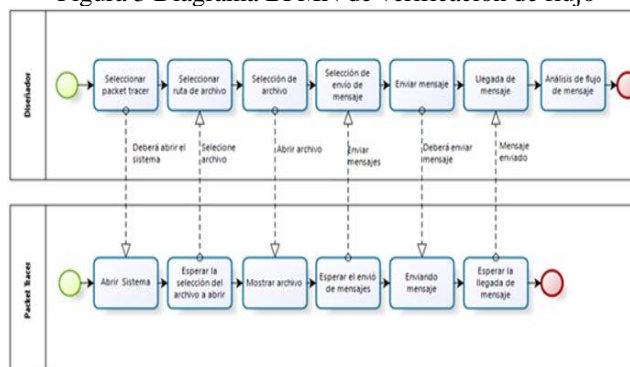 Figura 3 Diagrama BPMN de verificación de flujo
Diseñador
Seleccionar
packet tracer
Seleccionar
ruta de archivo
Selección de
archivo
Selección de
envío de
mensaje
Enviar mensaje
Llegada de
mensaje
Análisis de flujo
de mensaje
Deberá abrir el
sistema
Selecione
archivo
Abrir archivo
Enviar
mensajes
Deberá enviar
mensaje
Mensaje
enviado
Packet Tracer
Abrir Sistema
Esperar la
selección del
archivo a abrir
Mostrar archivo
Esperar el envió
de mensajes
Enviando
mensaje
Esperar la
llegada de
mensaje